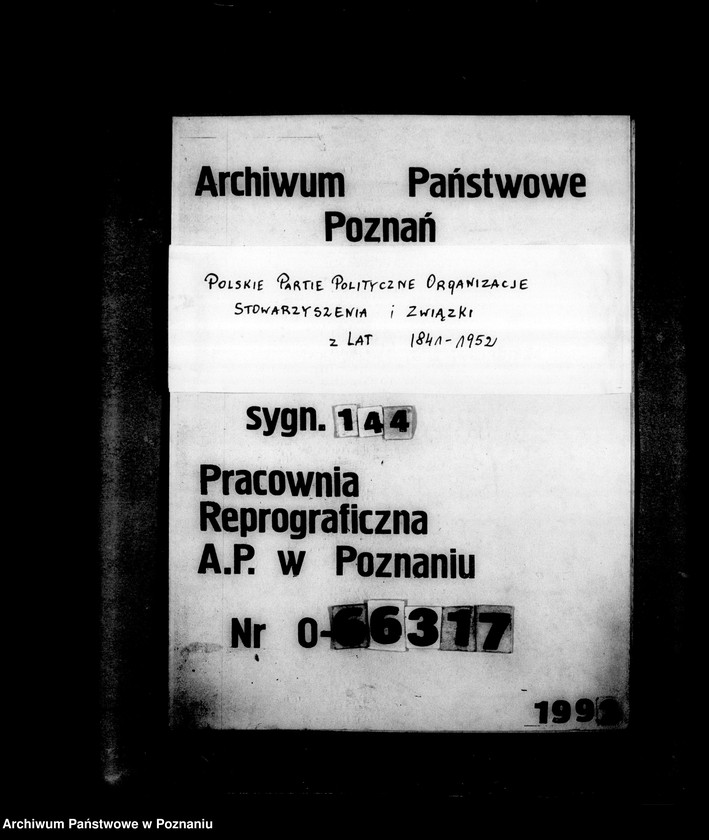 Archiwum Państwowe
Poznań
POLSKIE PARTIE POLITYCZNE ORGANIZACJE
STOWARZYSZENIA i ZWIĄZKI
z LAT 1841-1952
sygn. 144
Pracownia
Reprograficzna
A.P. w Poznaniu
Nr 0-66317
Archiwum Państwowe w Poznaniu